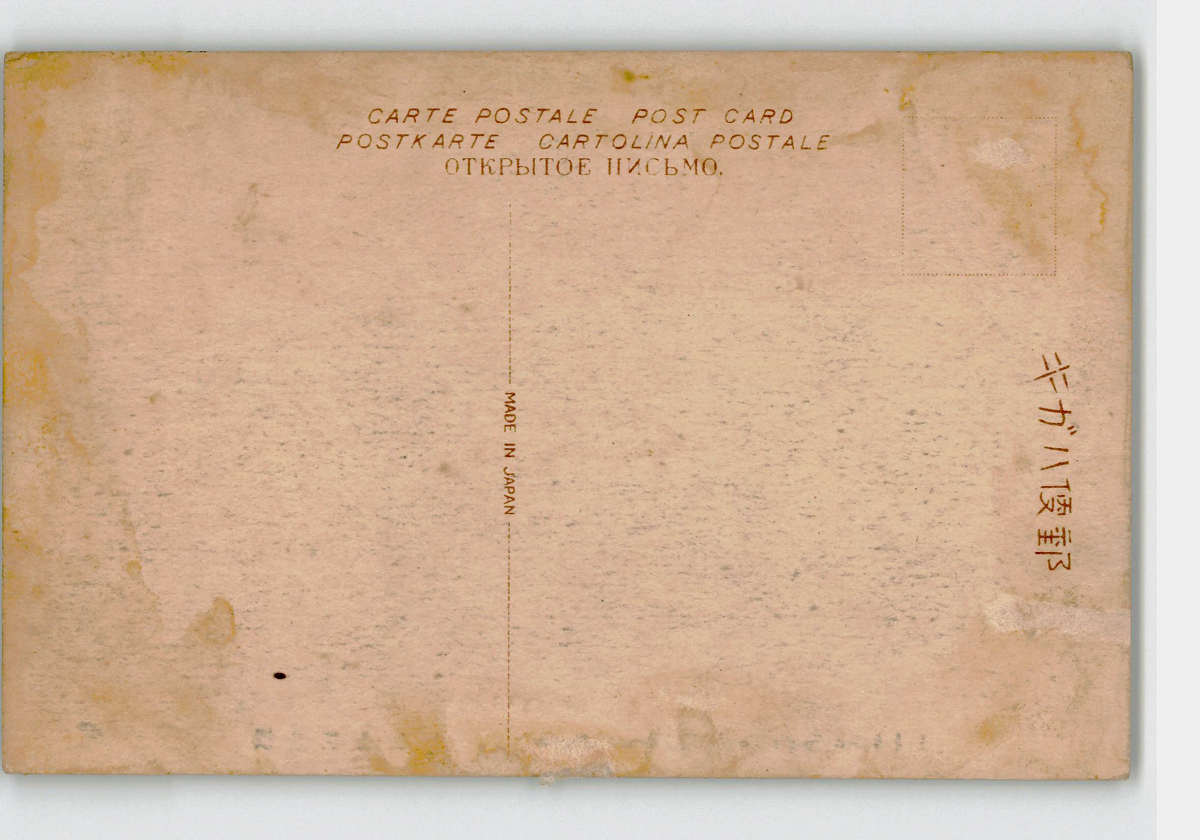 CARTE POSTALE POST CARD
POSTKARTE CARTOLINA POSTALE
ОТКРЫТОЕ ПИСЬМО.
MADE IN JAPAN
郵便ハガキ